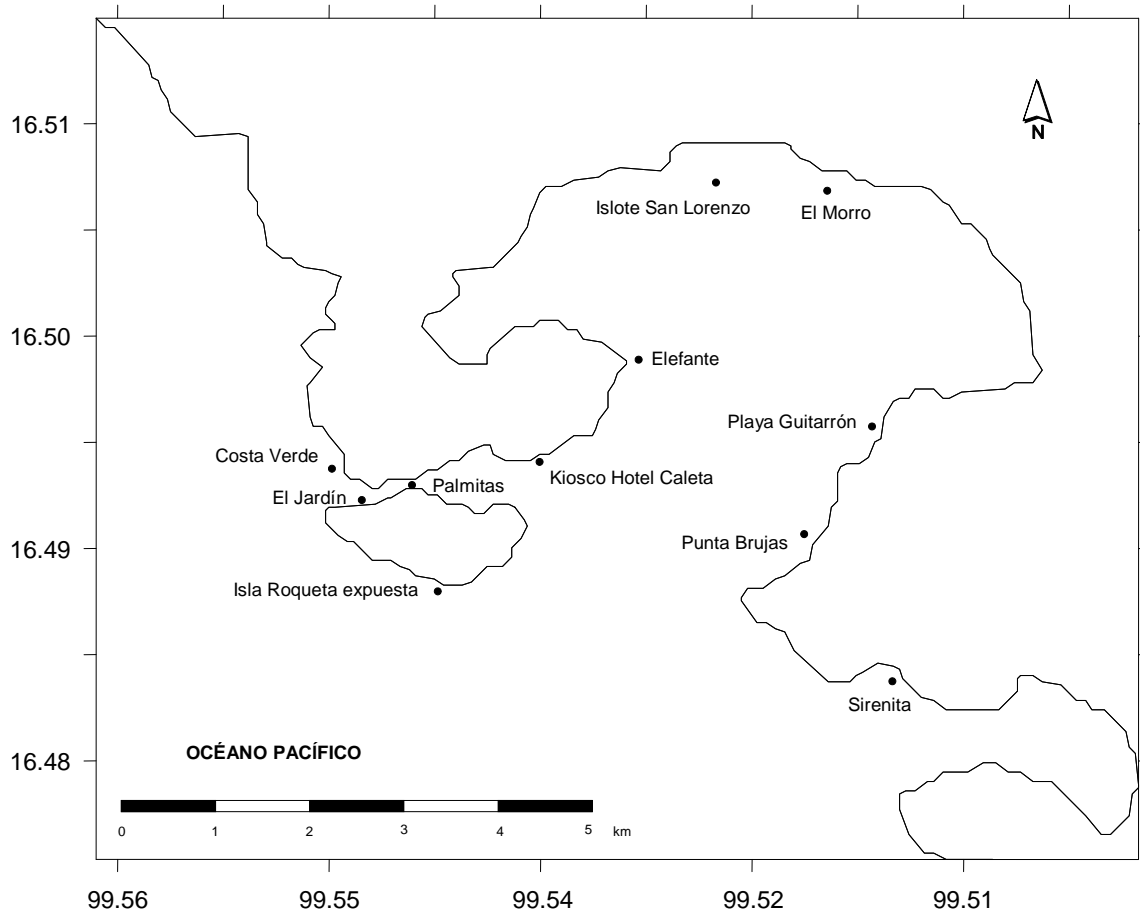 16.51
N
Islote San Lorenzo
El Morro
16.50
Elefante
Playa Guitarrón
Costa Verde
Kiosco Hotel Caleta
Palmitas
El Jardín
16.49
Punta Brujas
Isla Roqueta expuesta
Sirenita
OCÉANO PACÍFICO
16.48
0 1 2 3 4 5 km
99.56 99.55 99.54 99.52 99.51